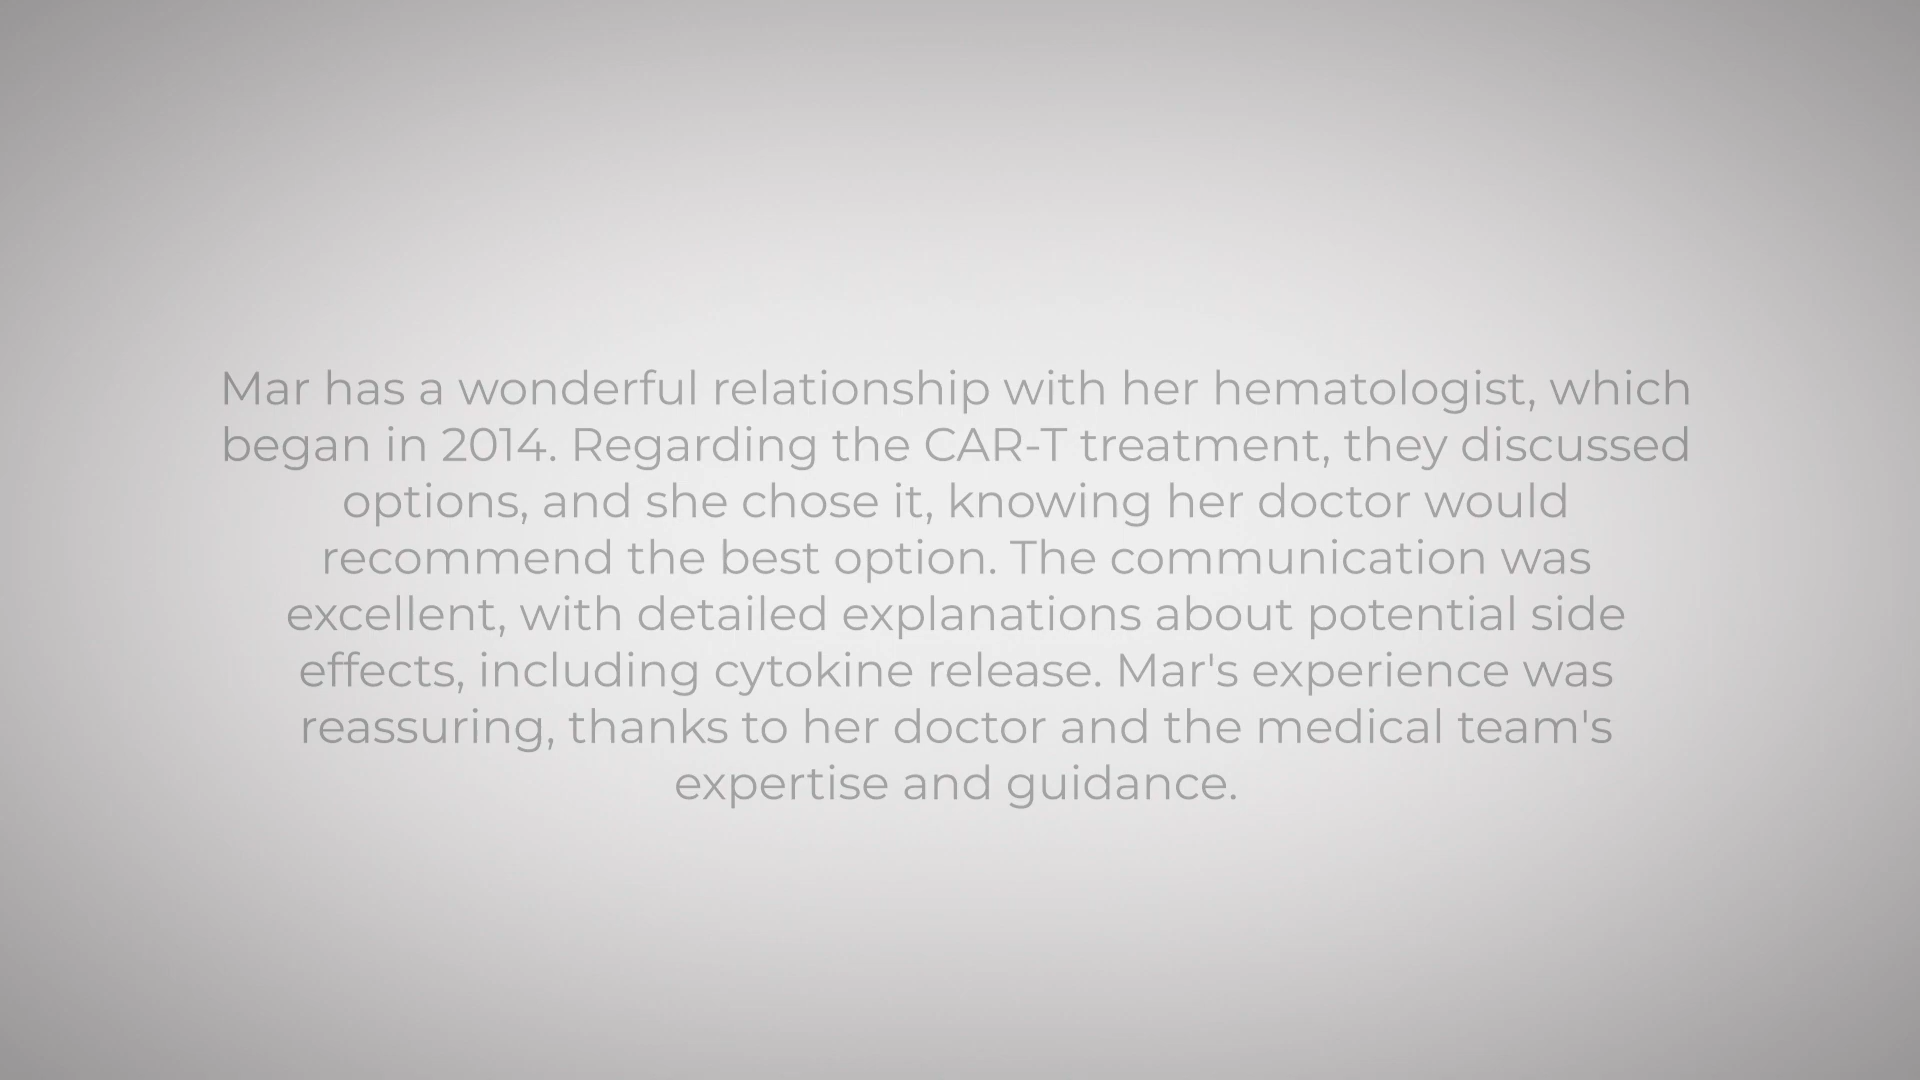 Mar has a wonderful relationship with her hematologist, which
began in 2014. Regarding the CAR-T treatment, they discussed
options, and she chose it, knowing her doctor would
recommend the best option. The communication was
excellent, with detailed explanations about potential side
effects, including cytokine release. Mar's experience was
reassuring, thanks to her doctor and the medical team's
expertise and guidance.